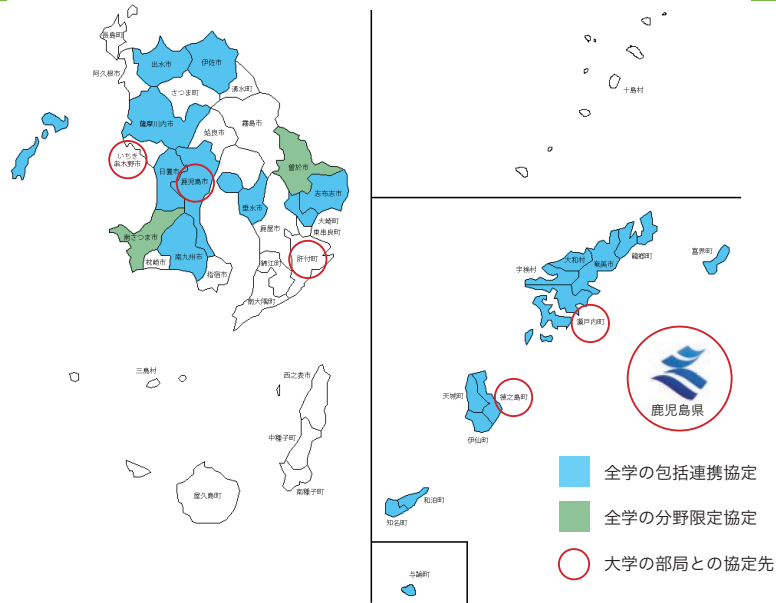 長島町
阿久根市
出水市
伊佐市
さつま町
湧水町
薩摩川内市
姶良市
霧島市
いちき
串木野市
日置市
鹿児島市
曽於市
志布志市
垂水市
大崎町
東串良町
鹿屋市
南さつま市
枕崎市
南九州市
指宿市
錦江町
肝付町
南大隅町
三島村
西之表市
中種子町
南種子町
屋久島町
十島村
大和村
奄美市
龍郷町
喜界町
宇検村
瀬戸内町
天城町
徳之島町
伊仙町
和泊町
知名町
与論町
鹿児島県
全学の包括連携協定
全学の分野限定協定
大学の部局との協定先